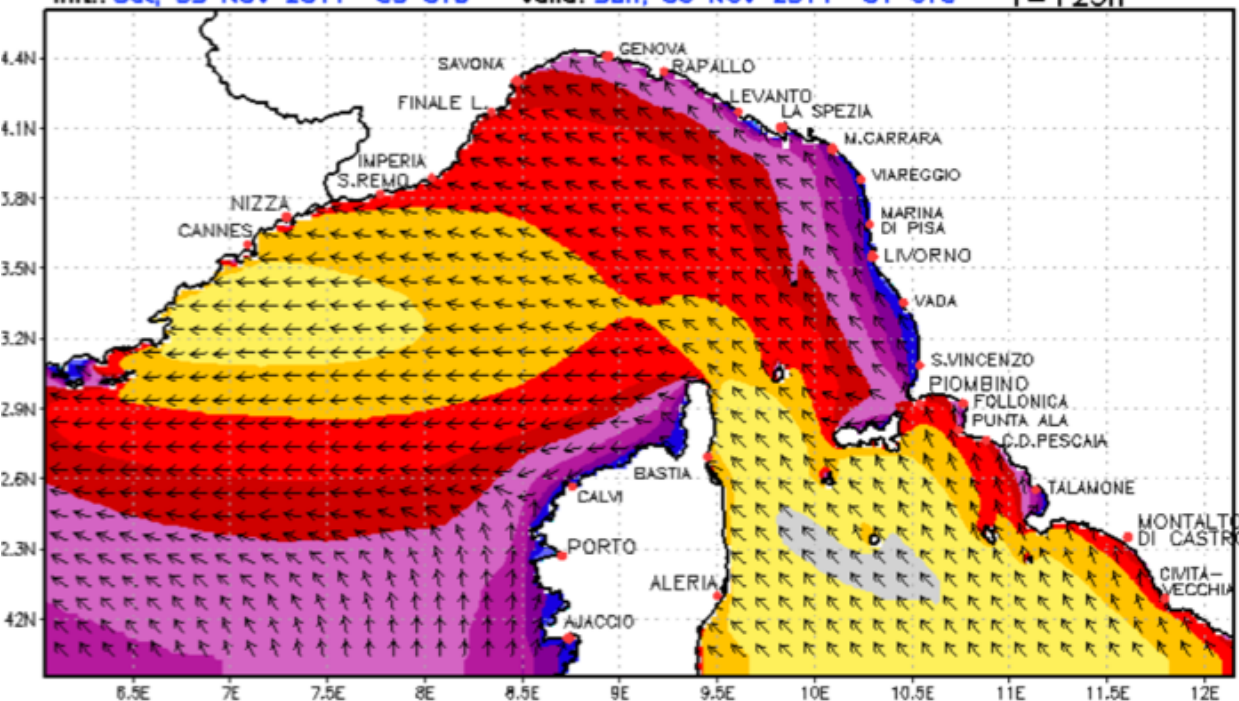 4.4N
GENOVA
SAVONA
RAPALLO
FINALE L.
LEVANTO
LA SPEZIA
4.1N
M.CARRARA
IMPERIA
S.REMO
VIAREGGIO
3.8N
NIZZA
MARINA
DI PISA
CANNES
LIVORNO
3.5N
VADA
3.2N
S.VINCENZO
PIOMBINO
2.9N
FOLLONICA
PUNTA ALA
C.D.PESCAIA
BASTIA
2.6N
CALVI
TALAMONE
MONTALTO
DI CASTRO
2.3N
PORTO
ALERIA
CIVITÀ-
VECCHIA
42N
AJACCIO
6.5E 7E 7.5E 8E 8.5E 9E 9.5E 10E 10.5E 11E 11.5E 12E